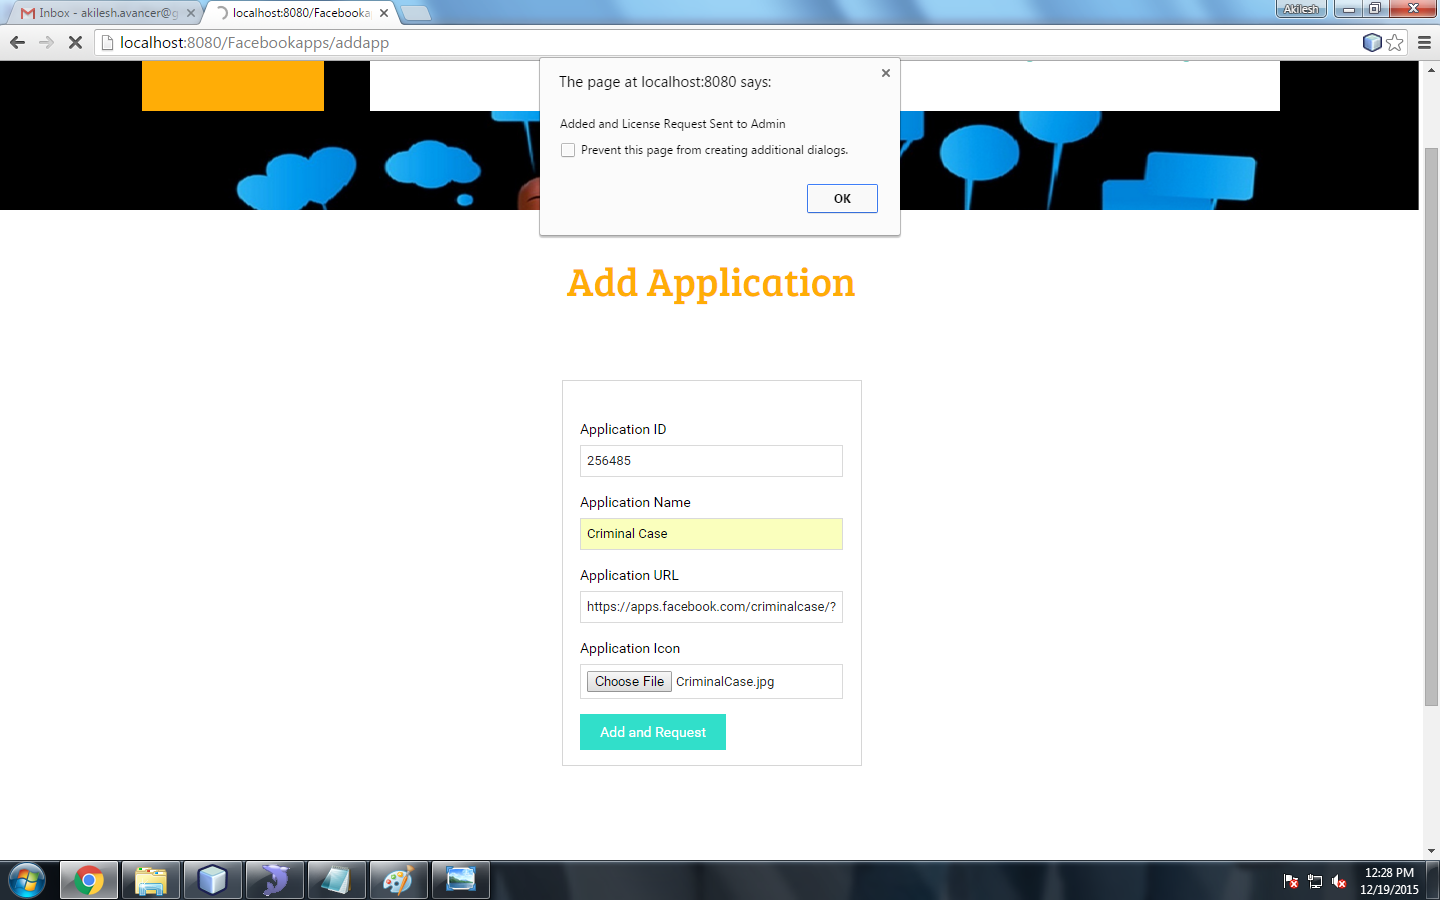 Inbox - akilesh.avancer@g
localhost:8080/Facebooka
Akilesh
localhost:8080/Facebookapps/addapp
The page at localhost:8080 says:
Added and License Request Sent to Admin
Prevent this page from creating additional dialogs.
OK
Add Application
Application ID
256485
Application Name
Criminal Case
Application URL
https://apps.facebook.com/criminalcase/?
Application Icon
Choose File CriminalCase.jpg
Add and Request
12:28 PM
12/19/2015